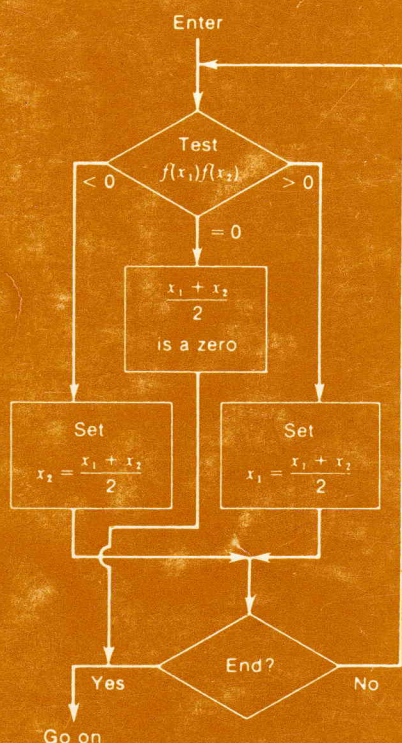 Enter
Test
f(x₁)f(x₂)
< 0
> 0
= 0
x₁ + x₂
2
is a zero
Set
x₂ = x₁ + x₂
2
Set
x₁ = x₁ + x₂
2
End?
Yes
No
Go on